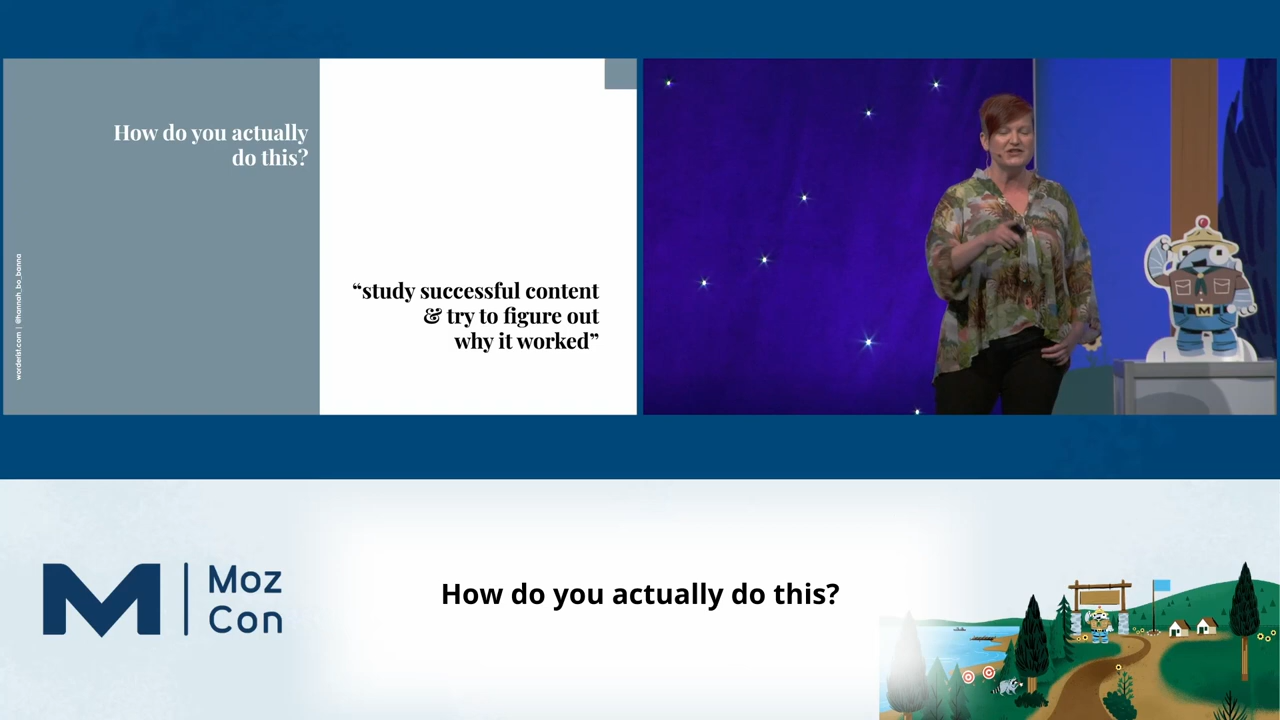 How do you actually
do this?
worderist.com | @hannah_bo_banna
“study successful content
& try to figure out
why it worked”
M
Moz
Con
How do you actually do this?